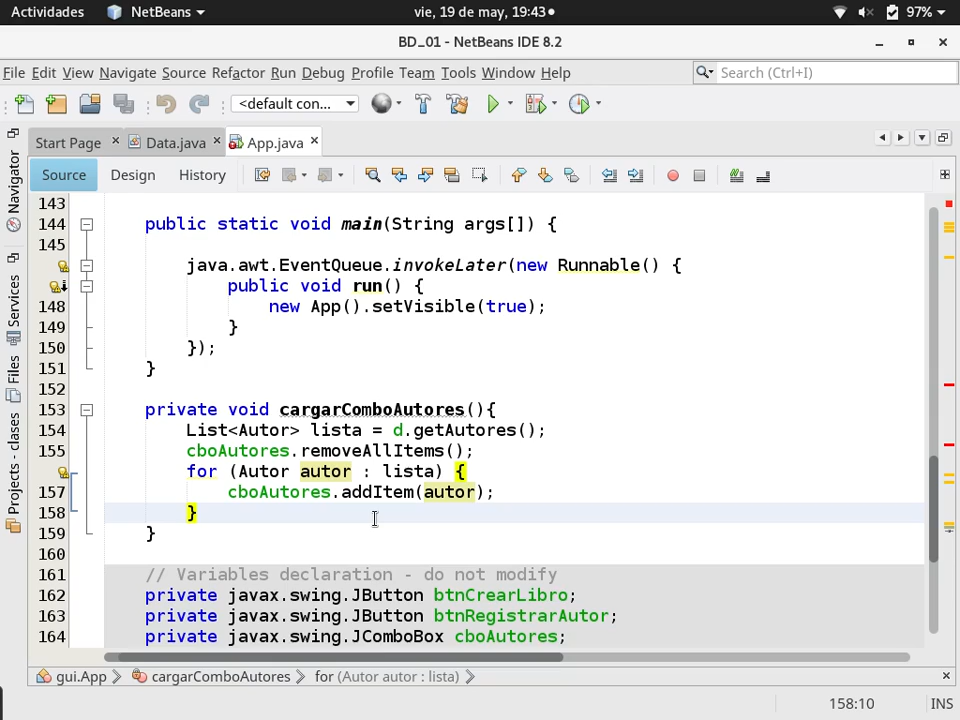 Actividades NetBeans vie, 19 de may, 19:43 97%
BD_01 - NetBeans IDE 8.2
File Edit View Navigate Source Refactor Run Debug Profile Team Tools Window Help Search (Ctrl+I)
<default con...
Start Page Data.java App.java
Source Design History
Navigator
Services
Files
Projects - clases
143
144 public static void main(String args[]) {
145
java.awt.EventQueue.invokeLater(new Runnable() {
public void run() {
148 new App().setVisible(true);
149 }
150 });
151 }
152
153 private void cargarComboAutores(){
154 List<Autor> lista = d.getAutores();
155 cboAutores.removeAllItems();
for (Autor autor : lista) {
157 cboAutores.addItem(autor);
158 }
159 }
160
161 // Variables declaration - do not modify
162 private javax.swing.JButton btnCrearLibro;
163 private javax.swing.JButton btnRegistrarAutor;
164 private javax.swing.JComboBox cboAutores;
gui.App cargarComboAutores for (Autor autor : lista)
158:10 INS